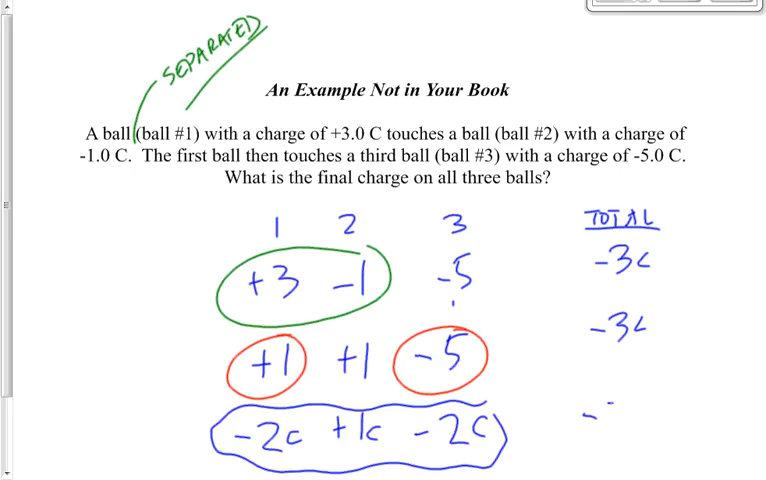 SEPARATED
An Example Not in Your Book
A ball (ball #1) with a charge of +3.0 C touches a ball (ball #2) with a charge of
-1.0 C. The first ball then touches a third ball (ball #3) with a charge of -5.0 C.
What is the final charge on all three balls?
1 2 3 TOTAL
+3 -1 -5 -3C
+1 +1 -5 -3C
-2C +1C -2C -